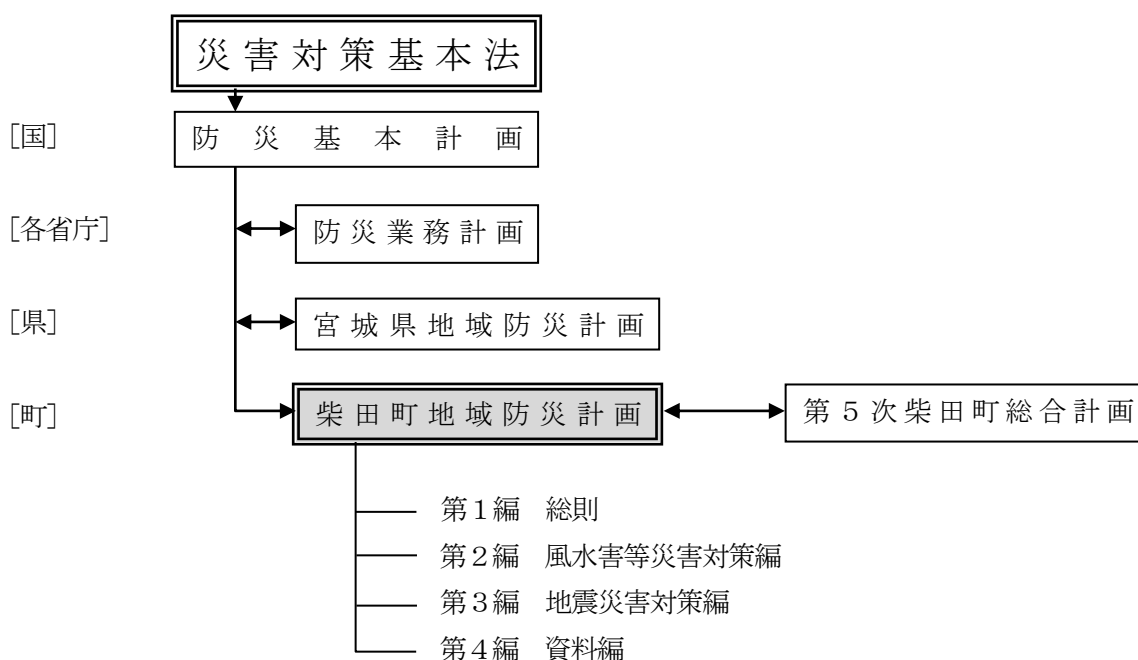 災害対策基本法
[国] 防災基本計画
[各省庁] 防災業務計画
[県] 宮城県地域防災計画
[町] 柴田町地域防災計画 第5次柴田町総合計画
第1編 総則
第2編 風水害等災害対策編
第3編 地震災害対策編
第4編 資料編